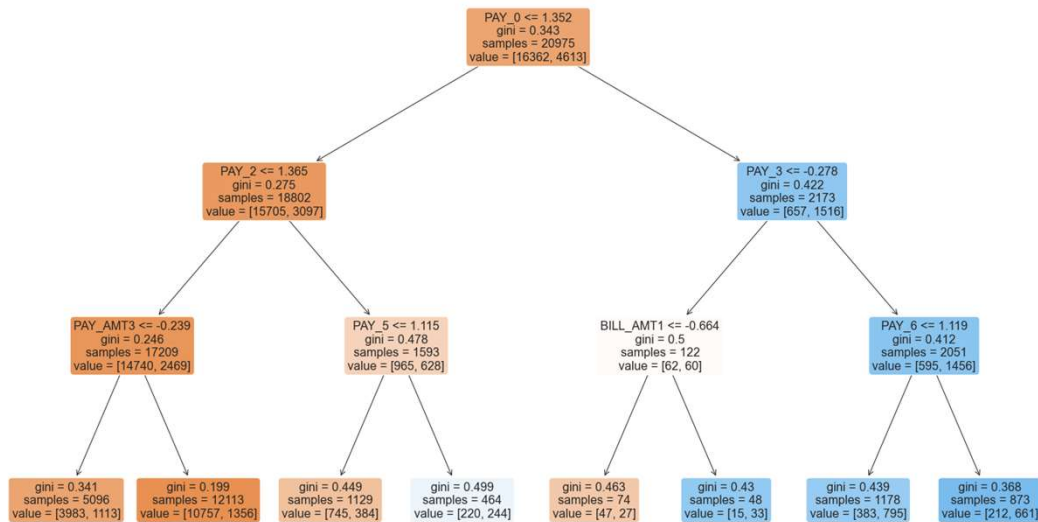 PAY_0 <= 1.352
gini = 0.343
samples = 20975
value = [16362, 4613]
PAY_2 <= 1.365
gini = 0.275
samples = 18802
value = [15705, 3097]
PAY_3 <= -0.278
gini = 0.422
samples = 2173
value = [657, 1516]
PAY_AMT3 <= -0.239
gini = 0.246
samples = 17209
value = [14740, 2469]
PAY_5 <= 1.115
gini = 0.478
samples = 1593
value = [965, 628]
BILL_AMT1 <= -0.664
gini = 0.5
samples = 122
value = [62, 60]
PAY_6 <= 1.119
gini = 0.412
samples = 2051
value = [595, 1456]
gini = 0.341
samples = 5096
value = [3983, 1113]
gini = 0.199
samples = 12113
value = [10757, 1356]
gini = 0.449
samples = 1129
value = [745, 384]
gini = 0.499
samples = 464
value = [220, 244]
gini = 0.463
samples = 74
value = [47, 27]
gini = 0.43
samples = 48
value = [15, 33]
gini = 0.439
samples = 1178
value = [383, 795]
gini = 0.368
samples = 873
value = [212, 661]